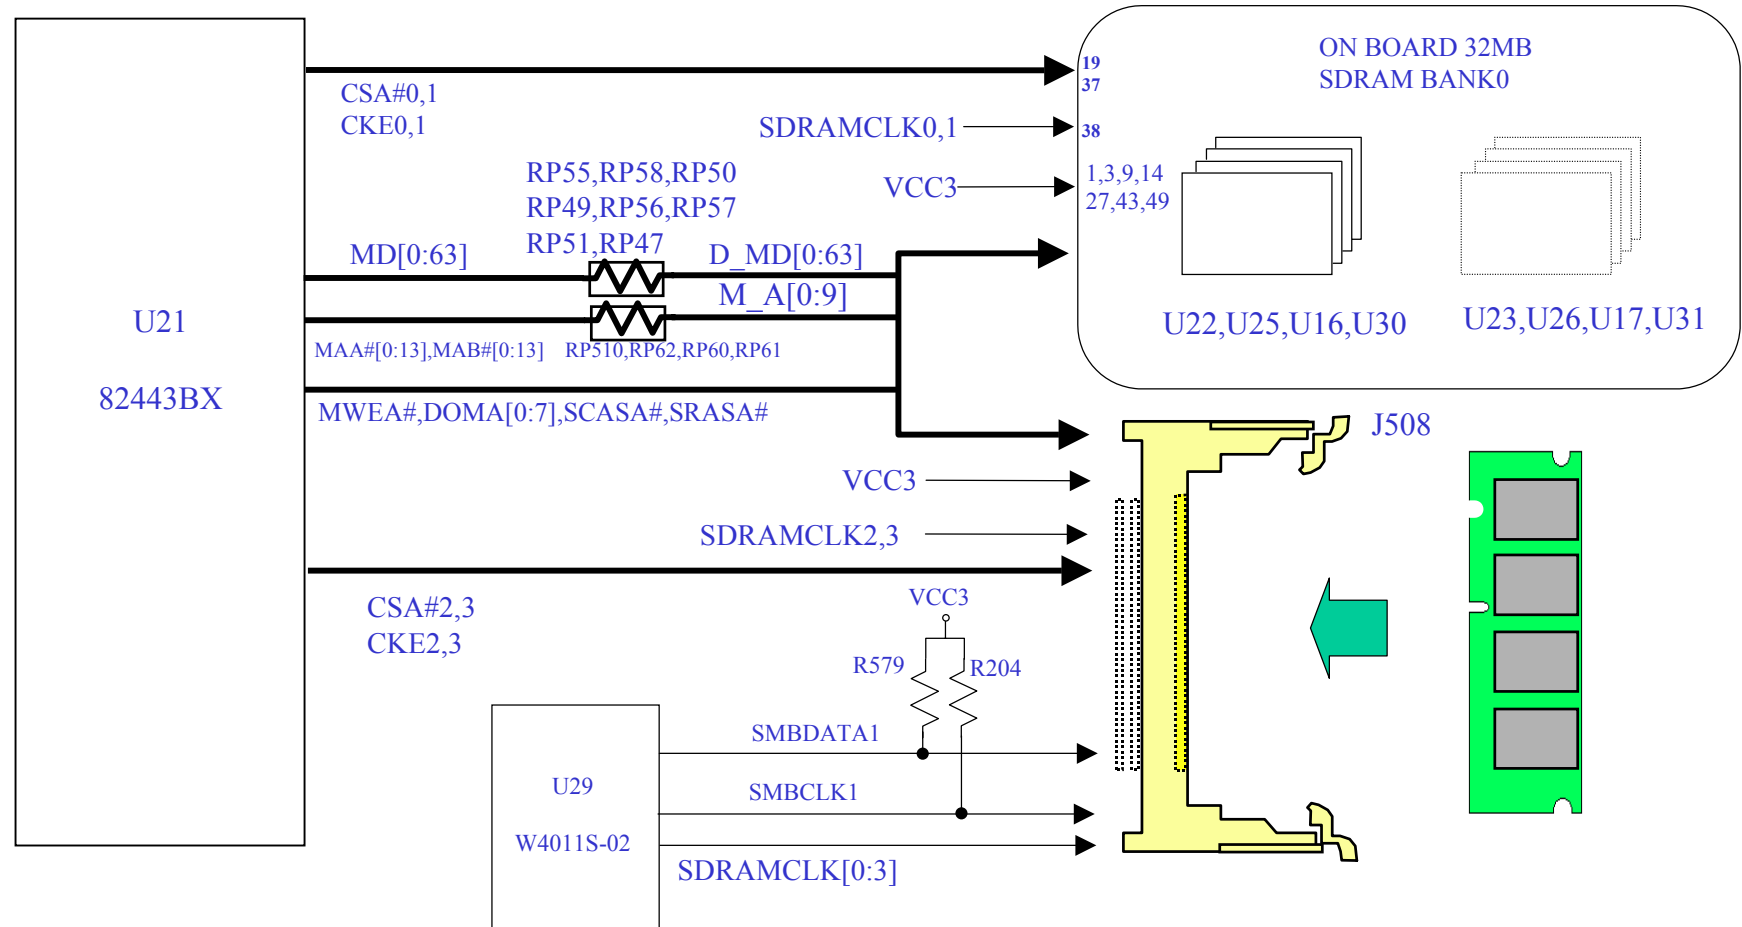 ON BOARD 32MB
SDRAM BANK0
19
37
CSA#0,1
CKE0,1
SDRAMCLK0,1
38
RP55,RP58,RP50
RP49,RP56,RP57
RP51,RP47
VCC3
1,3,9,14
27,43,49
MD[0:63]
D_MD[0:63]
M_A[0:9]
U21
82443BX
MAA#[0:13],MAB#[0:13]
RP510,RP62,RP60,RP61
U22,U25,U16,U30
U23,U26,U17,U31
MWEA#,DOMA[0:7],SCASA#,SRASA#
J508
VCC3
SDRAMCLK2,3
CSA#2,3
CKE2,3
VCC3
R579
R204
SMBDATA1
U29
W4011S-02
SMBCLK1
SDRAMCLK[0:3]